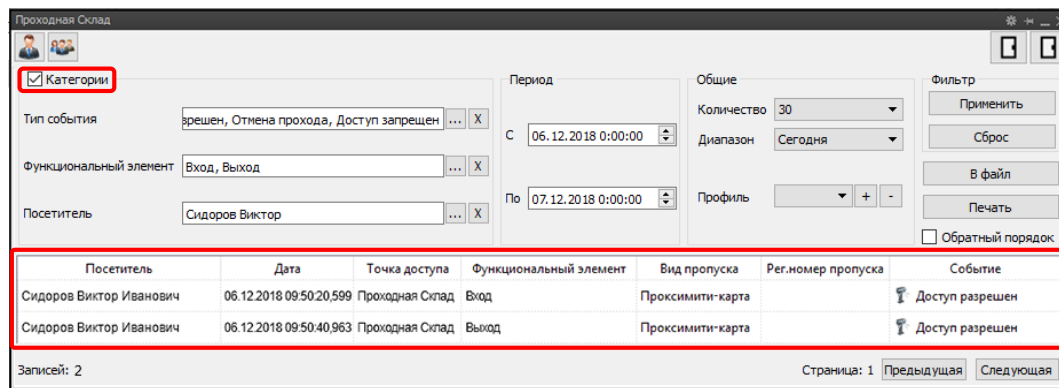 Проходная Склад
Категории
Тип события
зрешен, Отмена прохода, Доступ запрещен ... X
Функциональный элемент Вход, Выход ... X
Посетитель Сидоров Виктор ... X
Период
С 06.12.2018 0:00:00
По 07.12.2018 0:00:00
Общие
Количество 30
Диапазон Сегодня
Профиль + -
Фильтр
Применить
Сброс
В файл
Печать
Обратный порядок
Посетитель Дата Точка доступа Функциональный элемент Вид пропуска Рег.номер пропуска Событие
Сидоров Виктор Иванович 06.12.2018 09:50:20,599 Проходная Склад Вход Проксимити-карта Доступ разрешен
Сидоров Виктор Иванович 06.12.2018 09:50:40,963 Проходная Склад Выход Проксимити-карта Доступ разрешен
Записей: 2 Страница: 1 Предыдущая Следующая